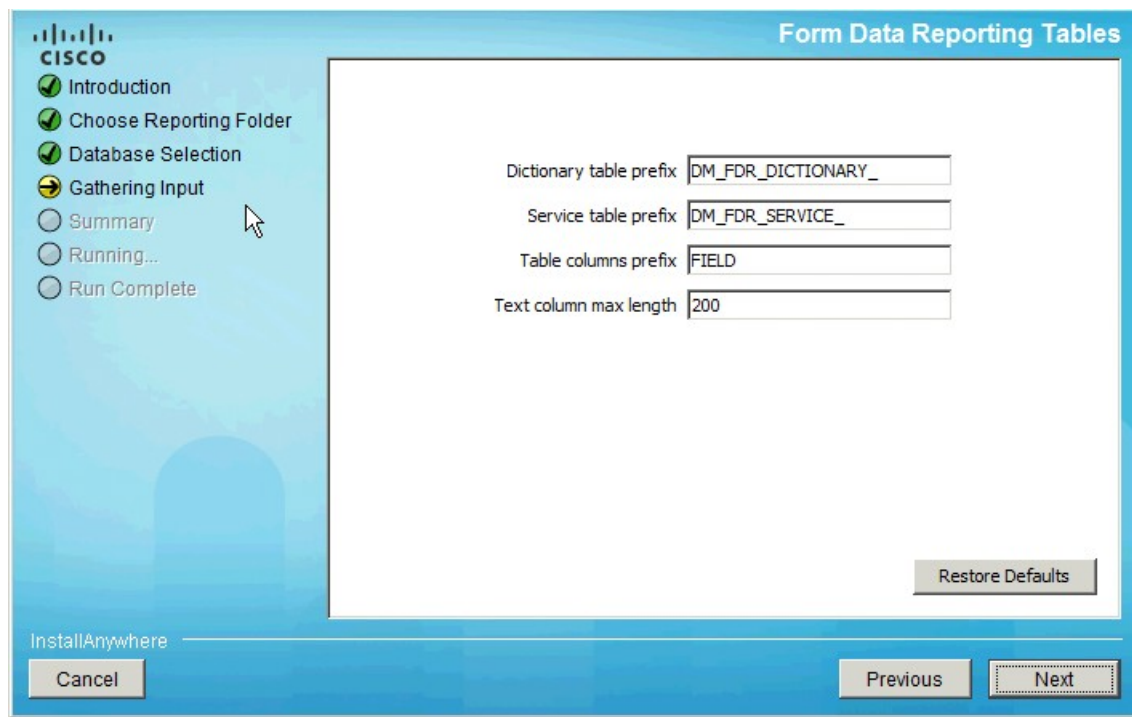 CISCO
Form Data Reporting Tables
Introduction
Choose Reporting Folder
Database Selection
Gathering Input
Summary
Running...
Run Complete
Dictionary table prefix DM_FDR_DICTIONARY_
Service table prefix DM_FDR_SERVICE_
Table columns prefix FIELD
Text column max length 200
Restore Defaults
InstallAnywhere
Cancel Previous Next